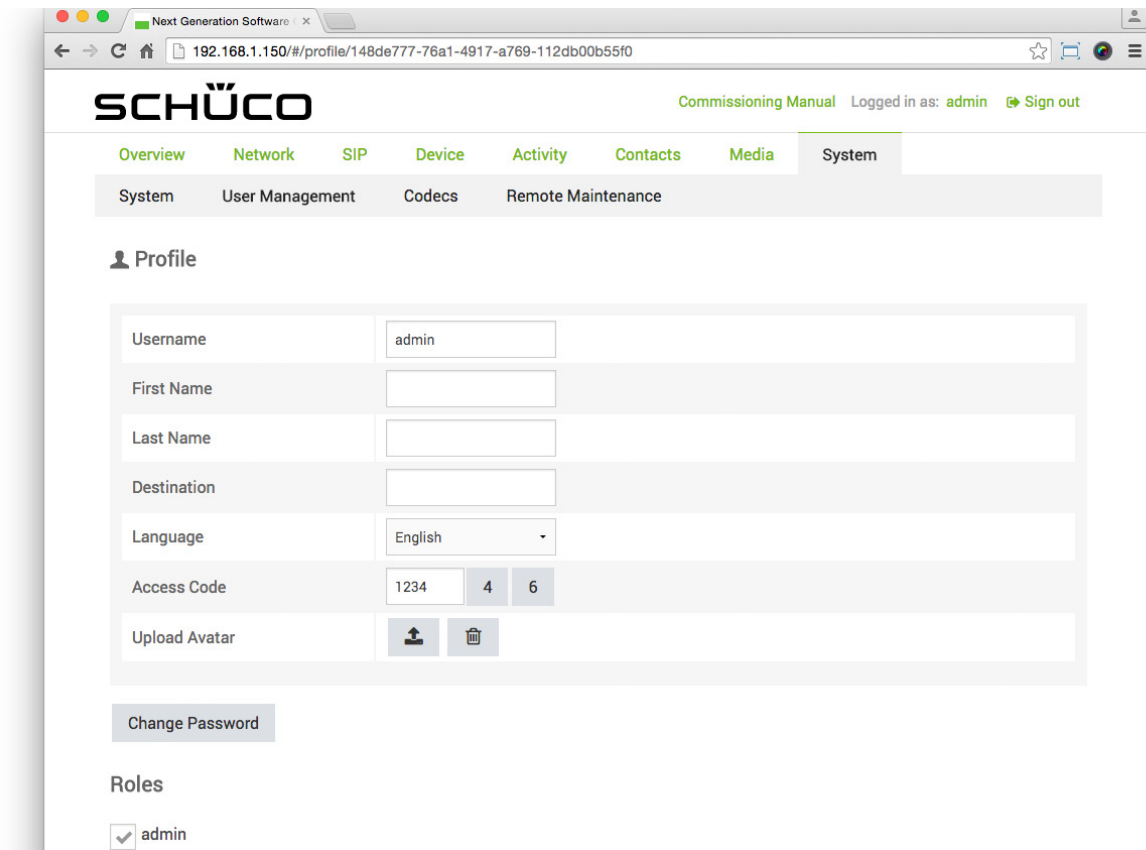 Next Generation Software
192.168.1.150/#/profile/148de777-76a1-4917-a769-112db00b55f0
SCHÜCO
Commissioning Manual Logged in as: admin Sign out
Overview Network SIP Device Activity Contacts Media System
System User Management Codecs Remote Maintenance
Profile
Username admin
First Name
Last Name
Destination
Language English
Access Code 1234 4 6
Upload Avatar
Change Password
Roles
admin